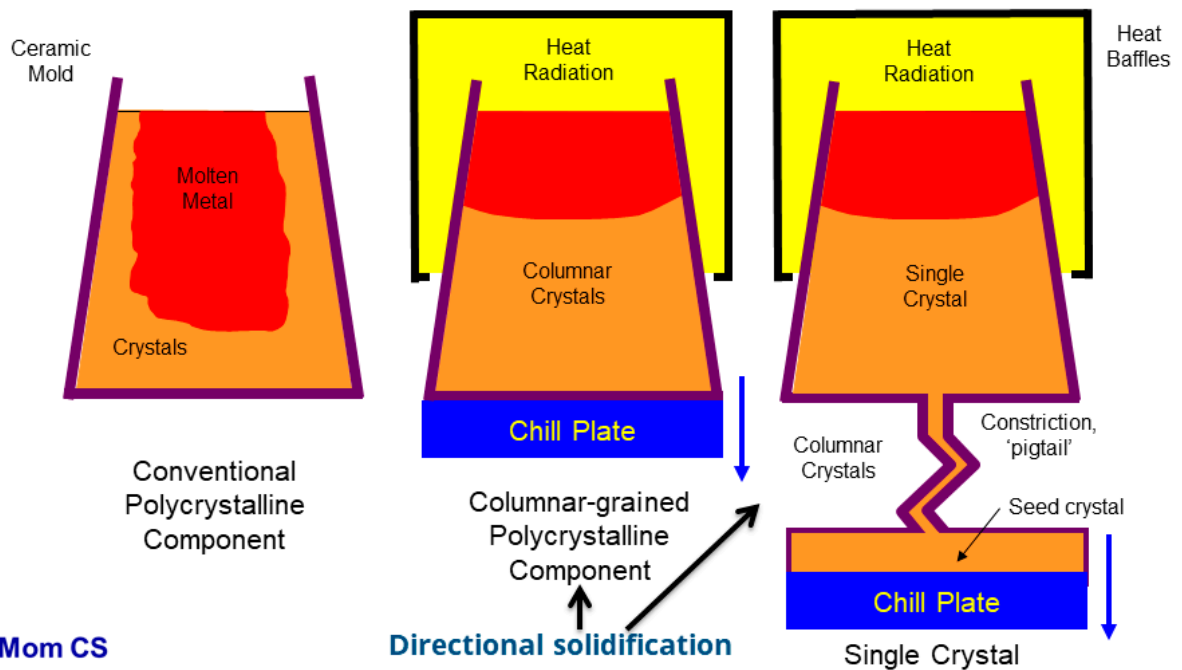 Ceramic
Mold
Molten
Metal
Crystals
Conventional
Polycrystalline
Component
Heat
Radiation
Columnar
Crystals
Chill Plate
Columnar-grained
Polycrystalline
Component
Directional solidification
Heat
Radiation
Heat
Baffles
Single
Crystal
Columnar
Crystals
Constriction,
‘pigtail’
Seed crystal
Chill Plate
Single Crystal
Mom CS